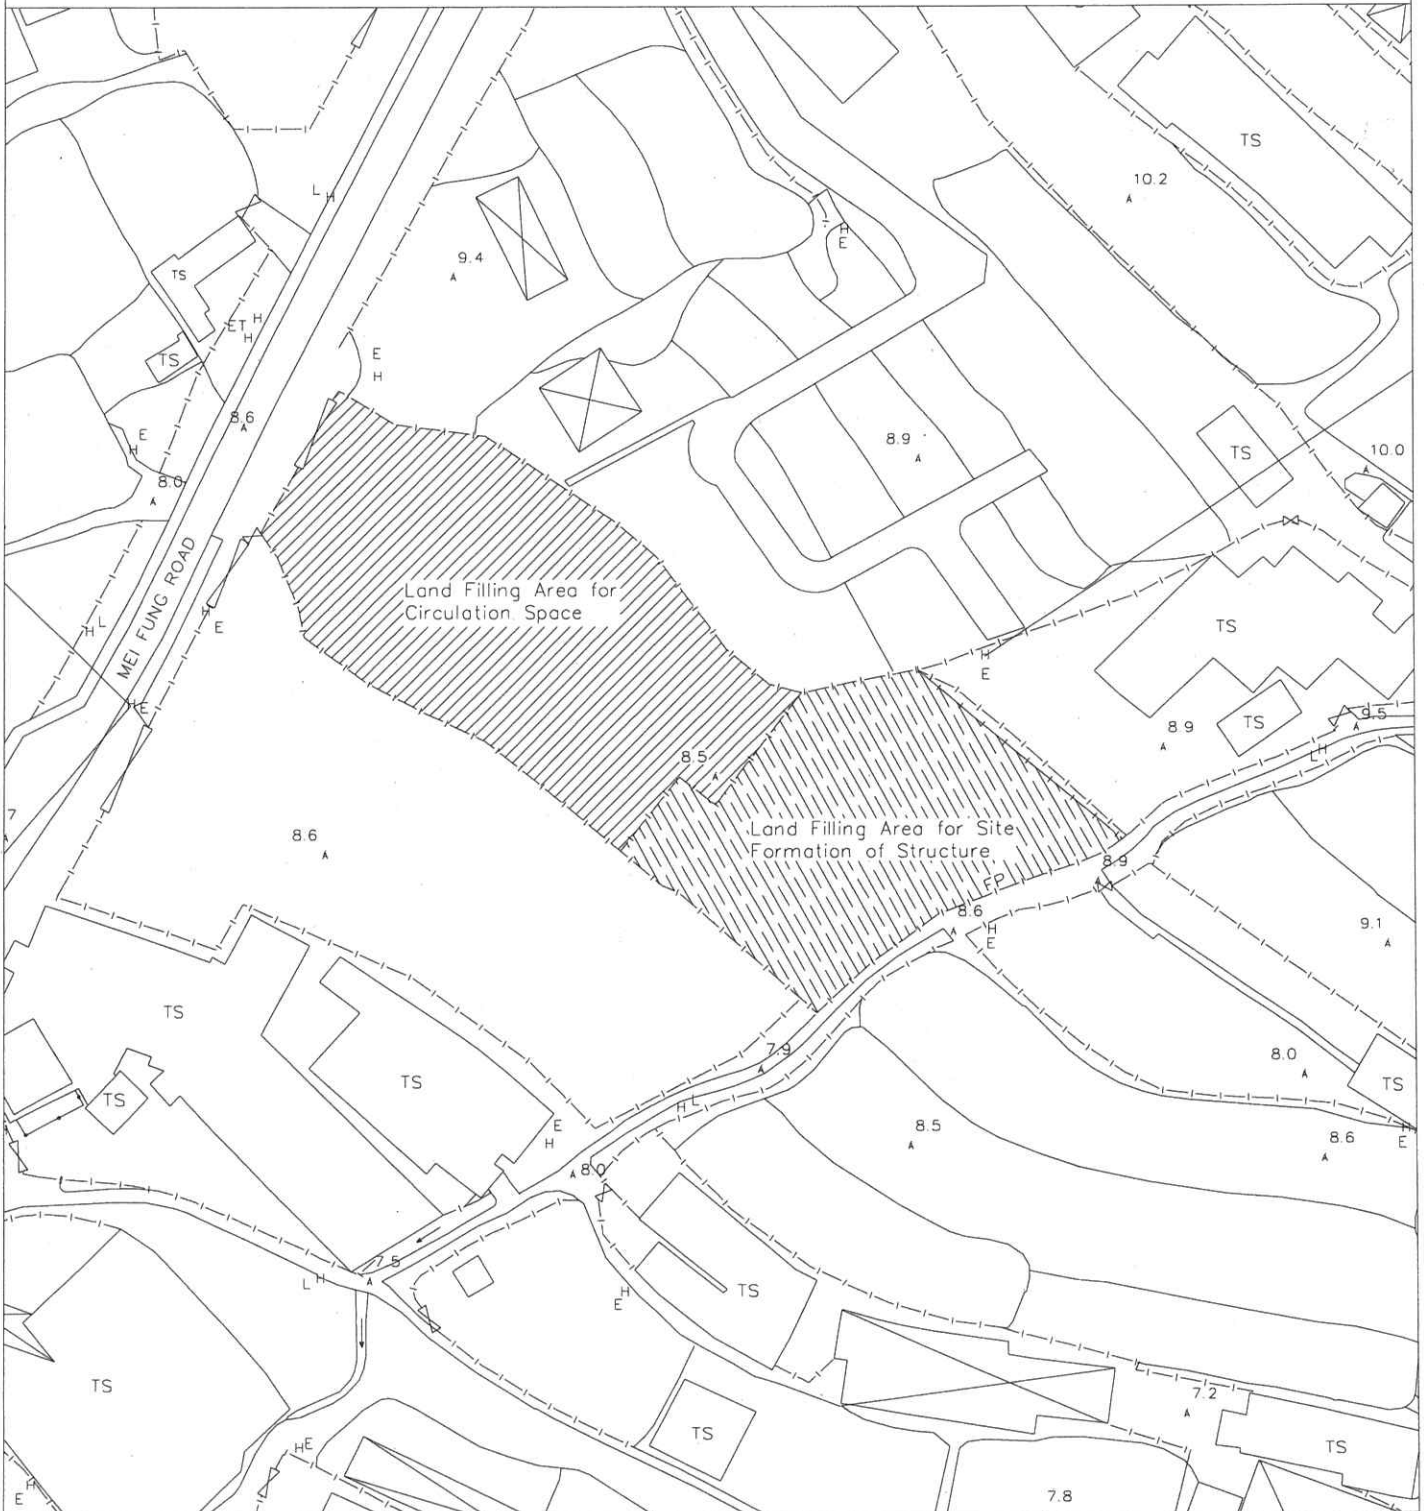 TS
10.2
L H
9.4
H
E
TS
ET H
H
TS
E
H
8.6
E
H
8.9
TS
10.0
8.0
MEI FUNG ROAD
Land Filling Area for
Circulation Space
H L
H
E
TS
H
E
H E
8.9
TS
9.5
L H
8.5
7
8.6
Land Filling Area for Site
Formation of Structure
8.9
FP
8.6
H
E
9.1
TS
7.9
8.0
TS
TS
TS
H L
E
H
8.5
H
E
8.6
8.0
7.5
L H
H
E
TS
TS
7.2
TS
TS
H E
H
E
7.8